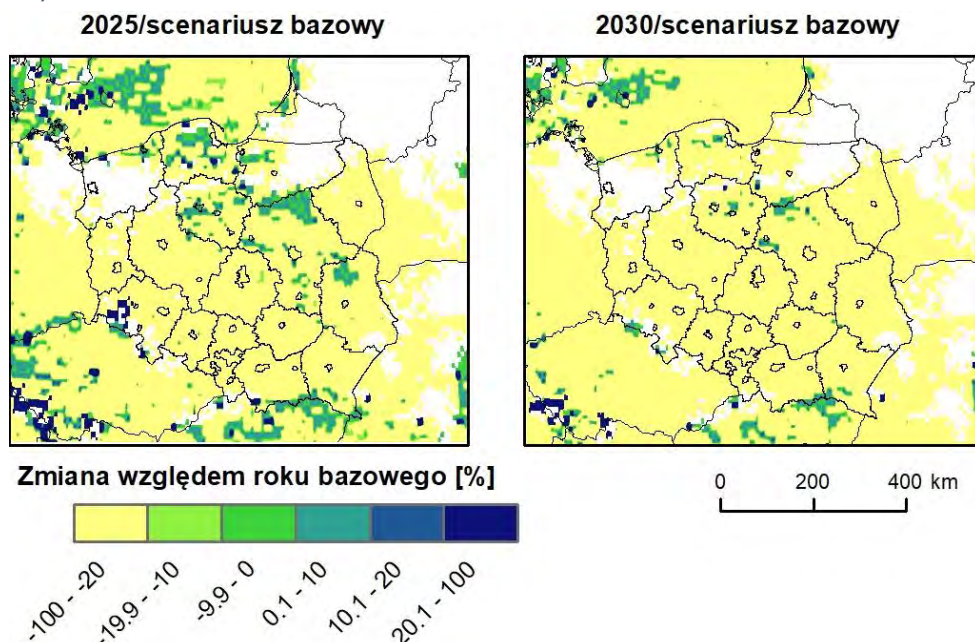 2025/scenariusz bazowy
2030/scenariusz bazowy
Zmiana względem roku bazowego [%]
0 200 400 km
-100 - -20
-19.9 - -10
-9.9 - 0
0.1 - 10
10.1 - 20
20.1 - 100